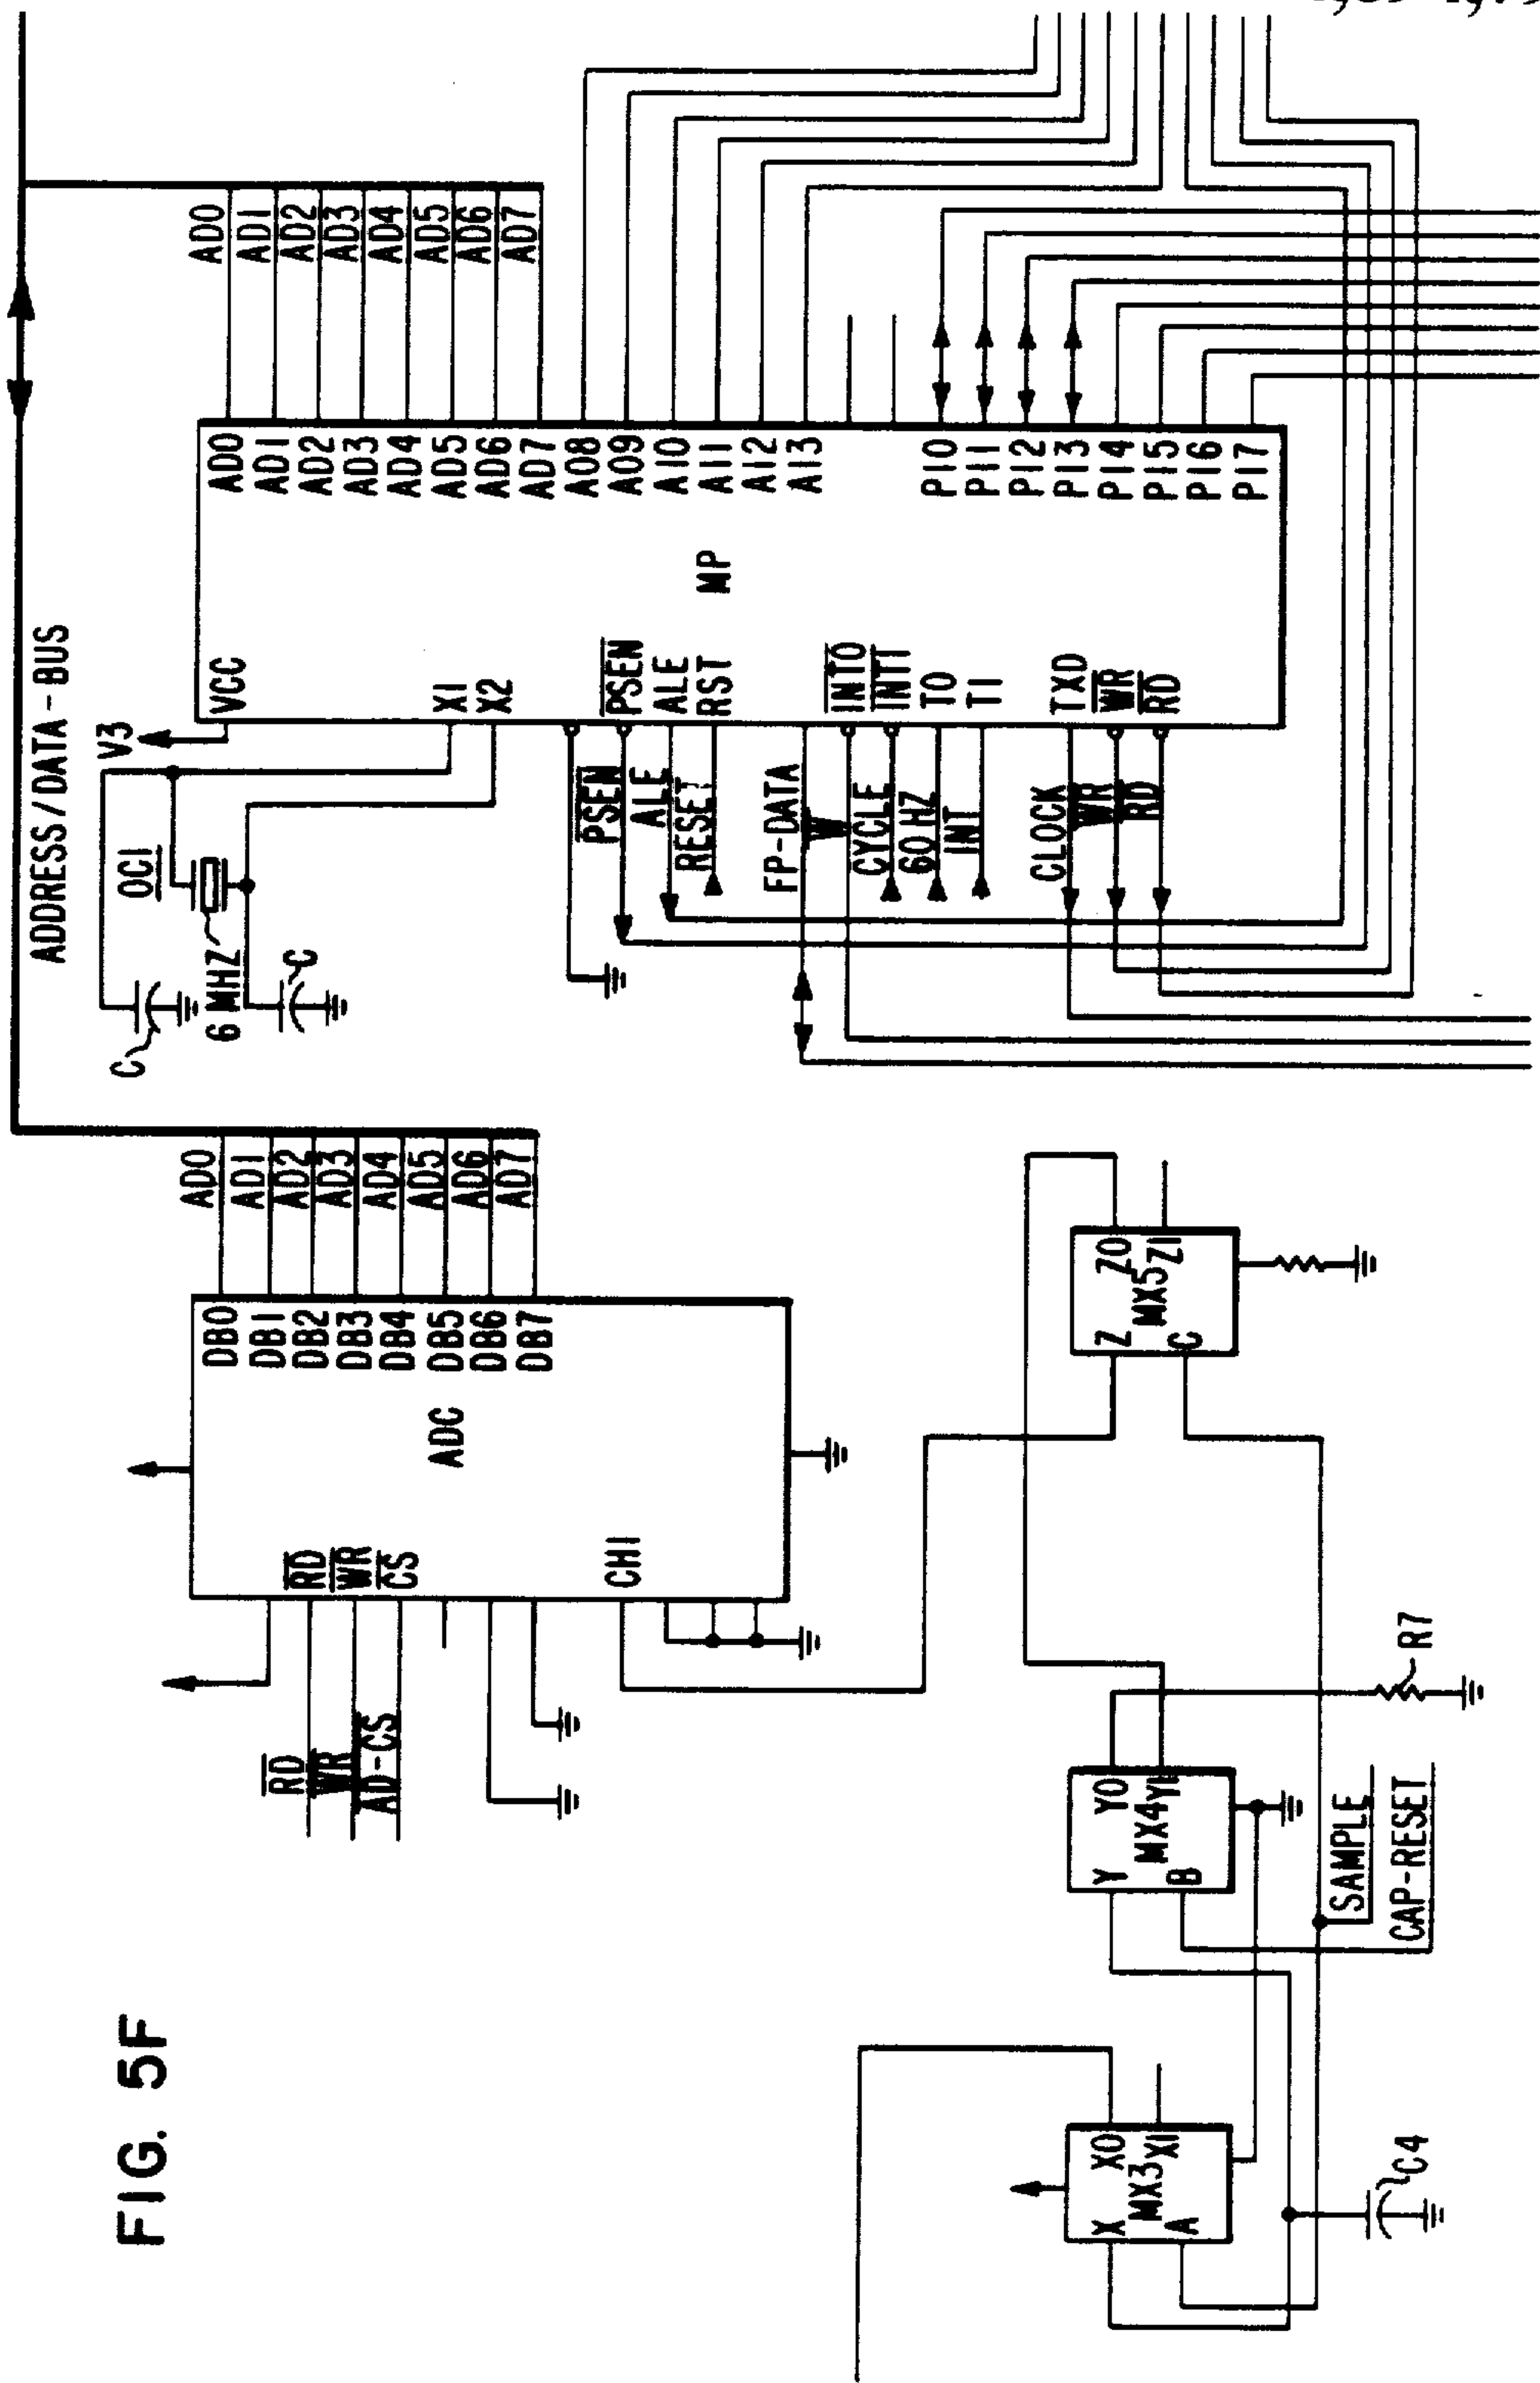 FIG. 5F
ADDRESS/DATA-BUS
AD0
AD1
AD2
AD3
AD4
AD5
AD6
AD7
RD
WR
AD-CS
RD
WR
CS
CH1
ADC
DB0
DB1
DB2
DB3
DB4
DB5
DB6
DB7
C
6 MHZ
C
OC1
V3
VCC
X1
X2
PSEN
ALE
RESET
FP-DATA
W
CYCLE
60 HZ
INT
CLOCK
WR
RD
PSEN
ALE
RST
INT0
INT1
T0
T1
TXD
WR
RD
MP
AD0
AD1
AD2
AD3
AD4
AD5
AD6
AD7
A08
A09
A10
A11
A12
A13
P10
P11
P12
P13
P14
P15
P16
P17
AD0
AD1
AD2
AD3
AD4
AD5
AD6
AD7
X
X0
MX3
A
X1
C4
Y
Y0
MX4
B
Y1
R7
SAMPLE
CAP-RESET
Z
Z0
MX5
C
Z1